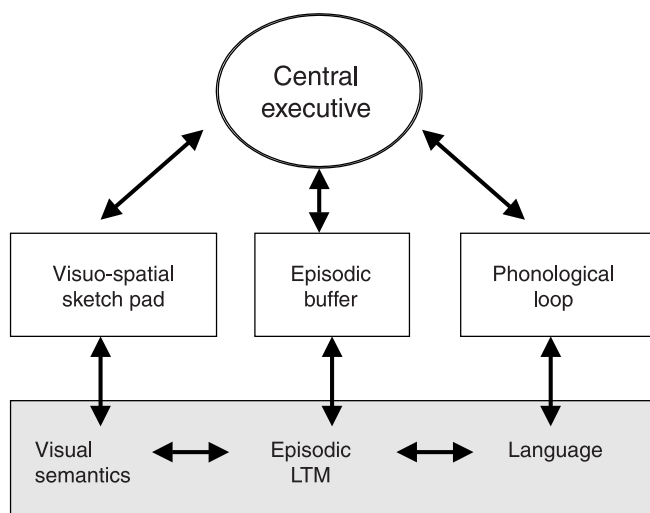 Central
executive
Visuo-spatial
sketch pad
Episodic
buffer
Phonological
loop
Visual
semantics
Episodic
LTM
Language